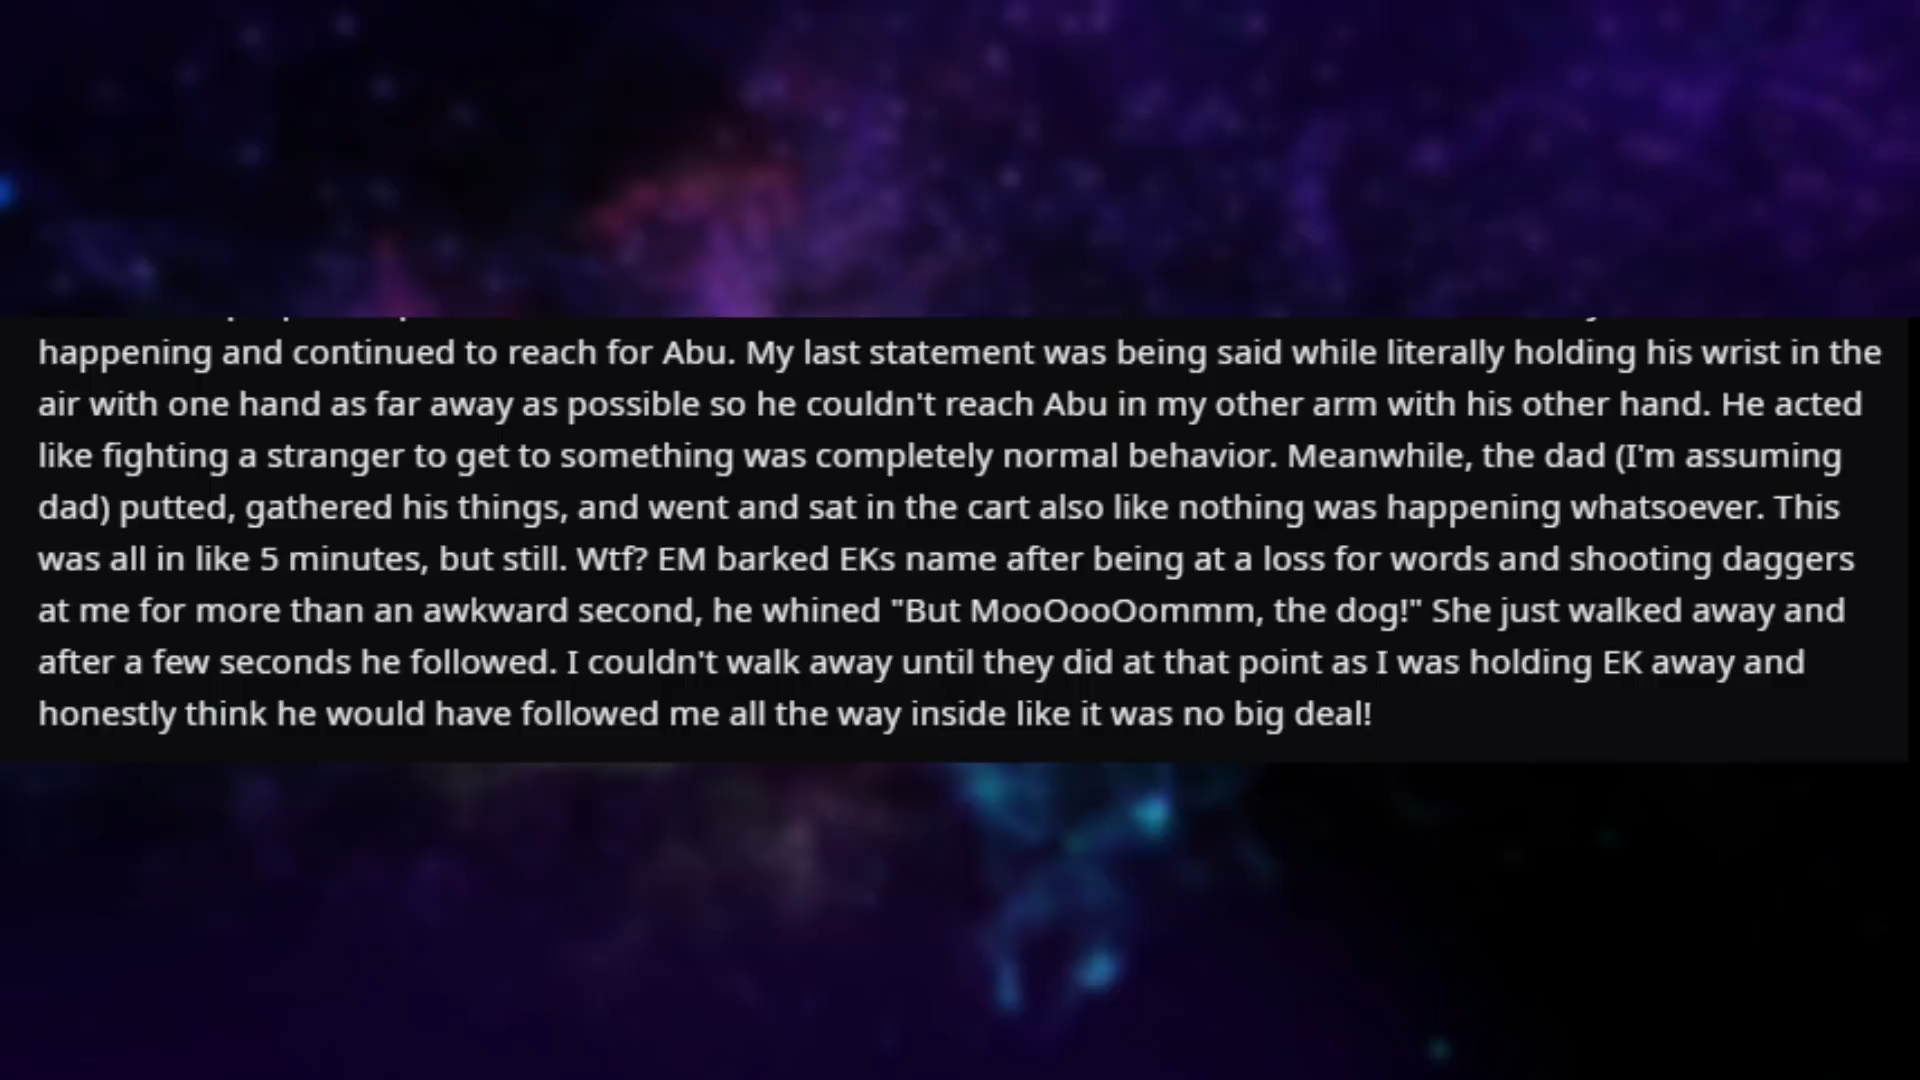 happening and continued to reach for Abu. My last statement was being said while literally holding his wrist in the
air with one hand as far away as possible so he couldn't reach Abu in my other arm with his other hand. He acted
like fighting a stranger to get to something was completely normal behavior. Meanwhile, the dad (I'm assuming
dad) putted, gathered his things, and went and sat in the cart also like nothing was happening whatsoever. This
was all in like 5 minutes, but still. Wtf? EM barked EKs name after being at a loss for words and shooting daggers
at me for more than an awkward second, he whined "But MooOooOommm, the dog!" She just walked away and
after a few seconds he followed. I couldn't walk away until they did at that point as I was holding EK away and
honestly think he would have followed me all the way inside like it was no big deal!